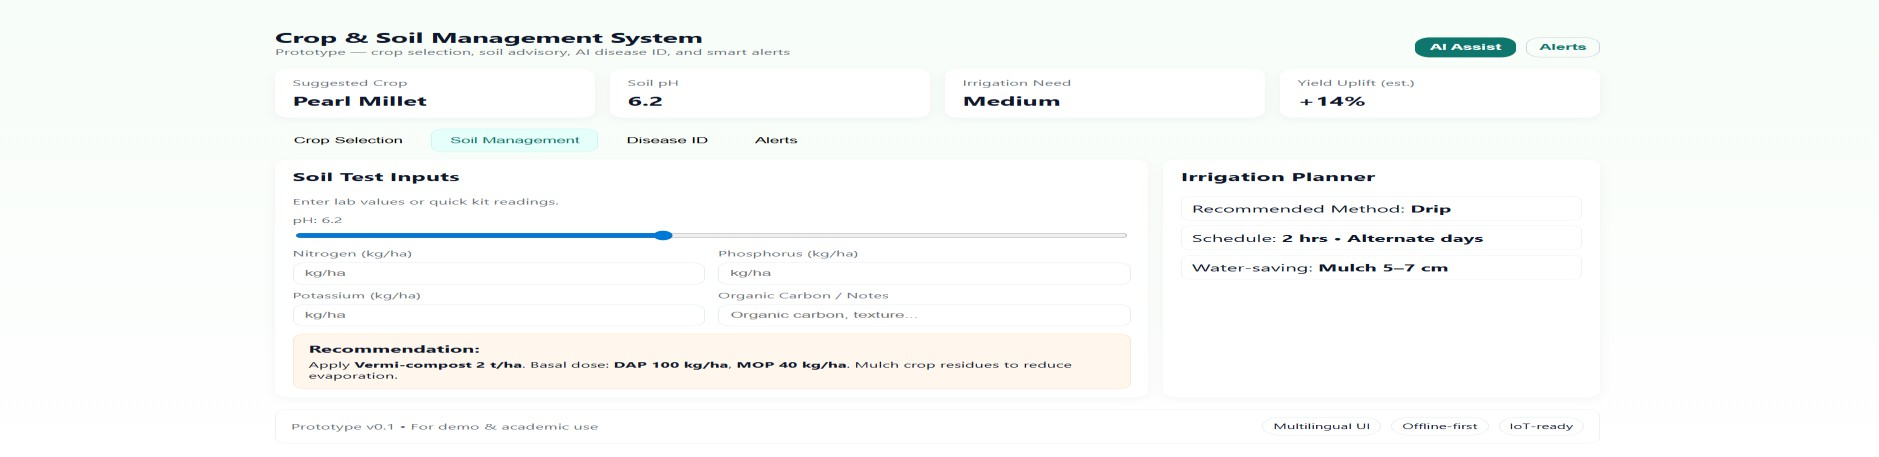 Crop & Soil Management System
Prototype — crop selection, soil advisory, AI disease ID, and smart alerts
AI Assist
Alerts
Suggested Crop
Pearl Millet
Soil pH
6.2
Irrigation Need
Medium
Yield Uplift (est.)
+14%
Crop Selection
Soil Management
Disease ID
Alerts
Soil Test Inputs
Enter lab values or quick kit readings.
pH: 6.2
Nitrogen (kg/ha)
kg/ha
Phosphorus (kg/ha)
kg/ha
Potassium (kg/ha)
kg/ha
Organic Carbon / Notes
Organic carbon, texture...
Recommendation:
Apply Vermi-compost 2 t/ha. Basal dose: DAP 100 kg/ha, MOP 40 kg/ha. Mulch crop residues to reduce
evaporation.
Irrigation Planner
Recommended Method: Drip
Schedule: 2 hrs • Alternate days
Water-saving: Mulch 5–7 cm
Prototype v0.1 • For demo & academic use
Multilingual UI
Offline-first
IoT-ready